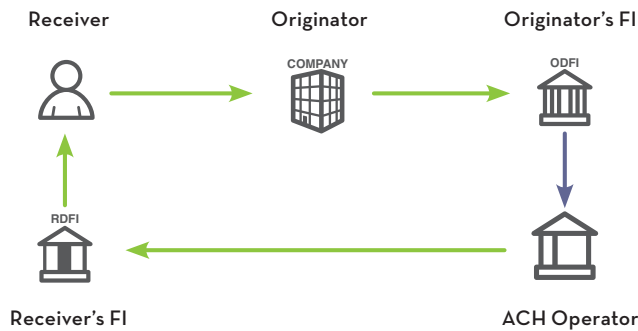 Receiver
Originator
Originator's FI
COMPANY
ODFI
RDFI
Receiver's FI
ACH Operator